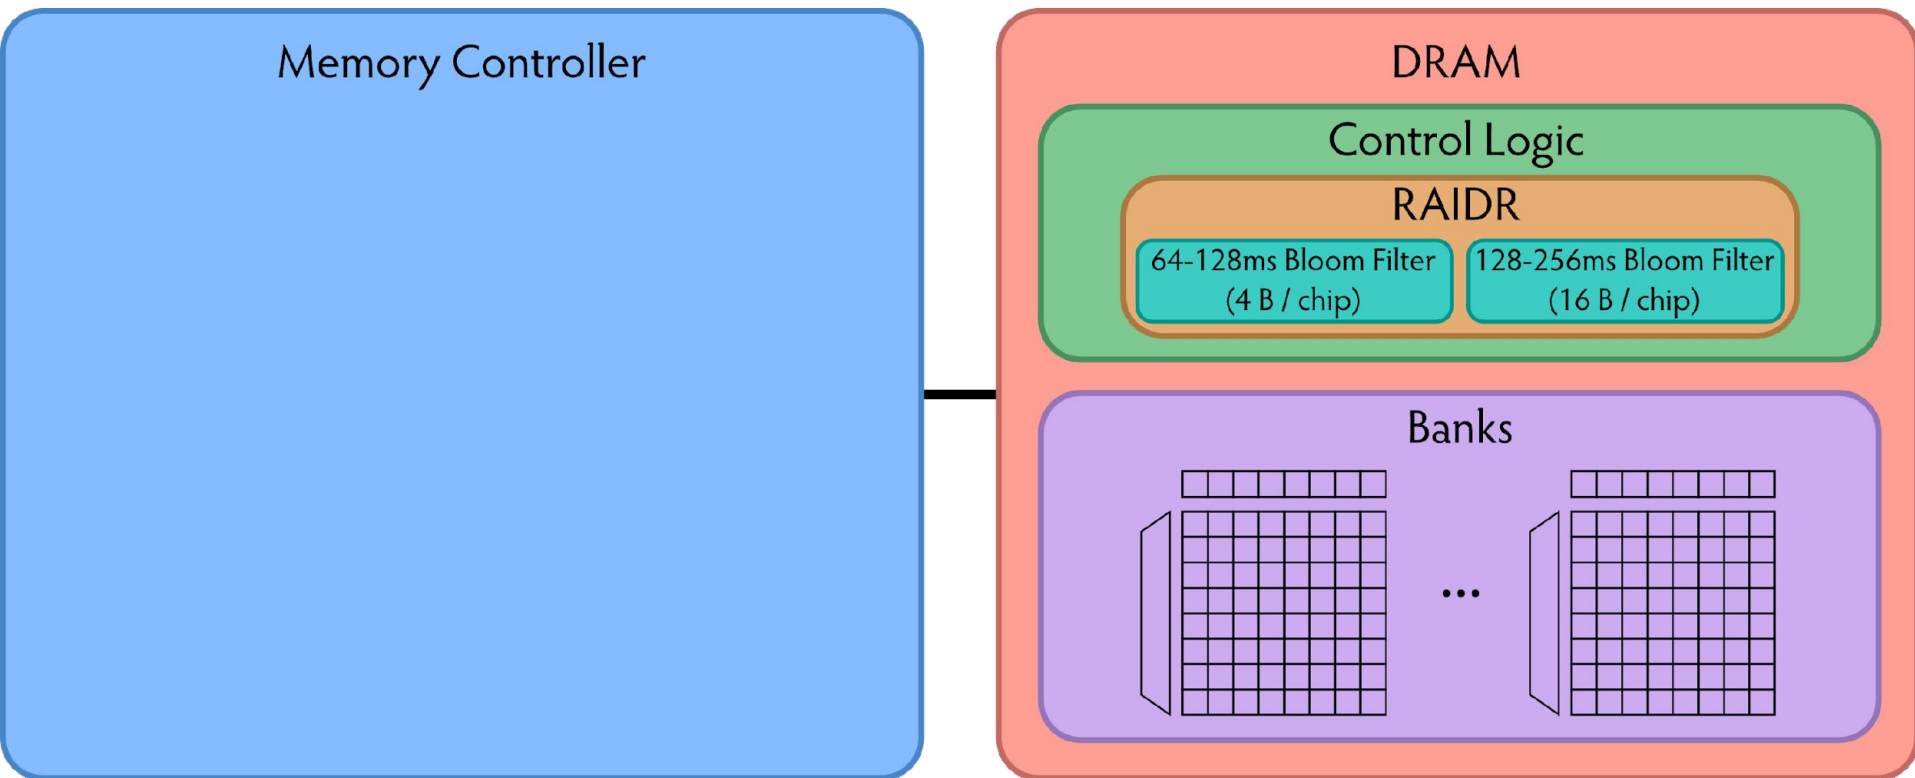 Memory Controller
DRAM
Control Logic
RAIDR
64-128ms Bloom Filter
(4 B / chip)
128-256ms Bloom Filter
(16 B / chip)
Banks
...